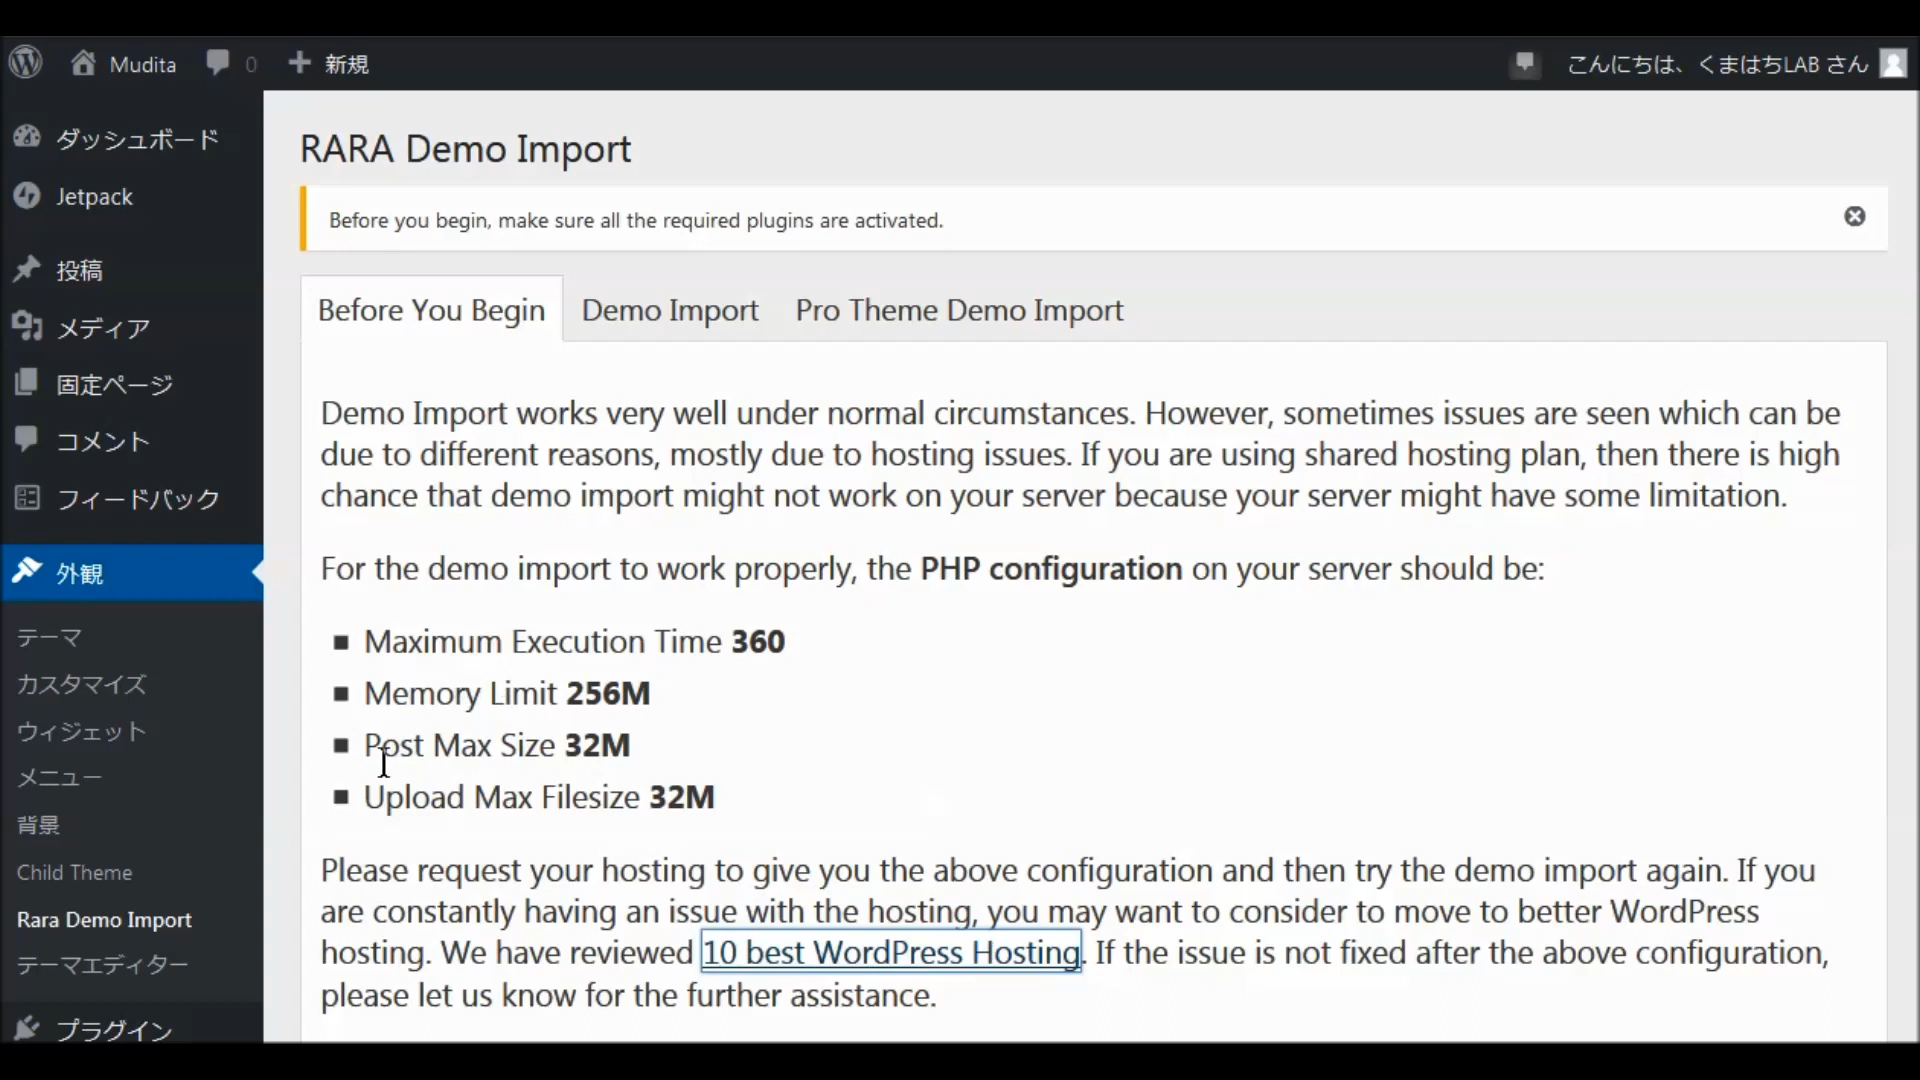 Mudita 0 新規 こんにちは、くまはちLAB さん
ダッシュボード
Jetpack
投稿
メディア
固定ページ
コメント
フィードバック
外観
テーマ
カスタマイズ
ウィジェット
メニュー
背景
Child Theme
Rara Demo Import
テーマエディター
プラグイン
RARA Demo Import
Before you begin, make sure all the required plugins are activated.
Before You Begin Demo Import Pro Theme Demo Import
Demo Import works very well under normal circumstances. However, sometimes issues are seen which can be
due to different reasons, mostly due to hosting issues. If you are using shared hosting plan, then there is high
chance that demo import might not work on your server because your server might have some limitation.
For the demo import to work properly, the PHP configuration on your server should be:
Maximum Execution Time 360
Memory Limit 256M
Post Max Size 32M
Upload Max Filesize 32M
Please request your hosting to give you the above configuration and then try the demo import again. If you
are constantly having an issue with the hosting, you may want to consider to move to better WordPress
hosting. We have reviewed 10 best WordPress Hosting. If the issue is not fixed after the above configuration,
please let us know for the further assistance.